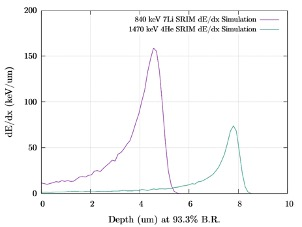 840 keV 7Li SRIM dE/dx Simulation
1470 keV 4He SRIM dE/dx Simulation
200
150
100
50
0
dE/dx (keV/um)
0 2 4 6 8 10
Depth (um) at 93.3% B.R.